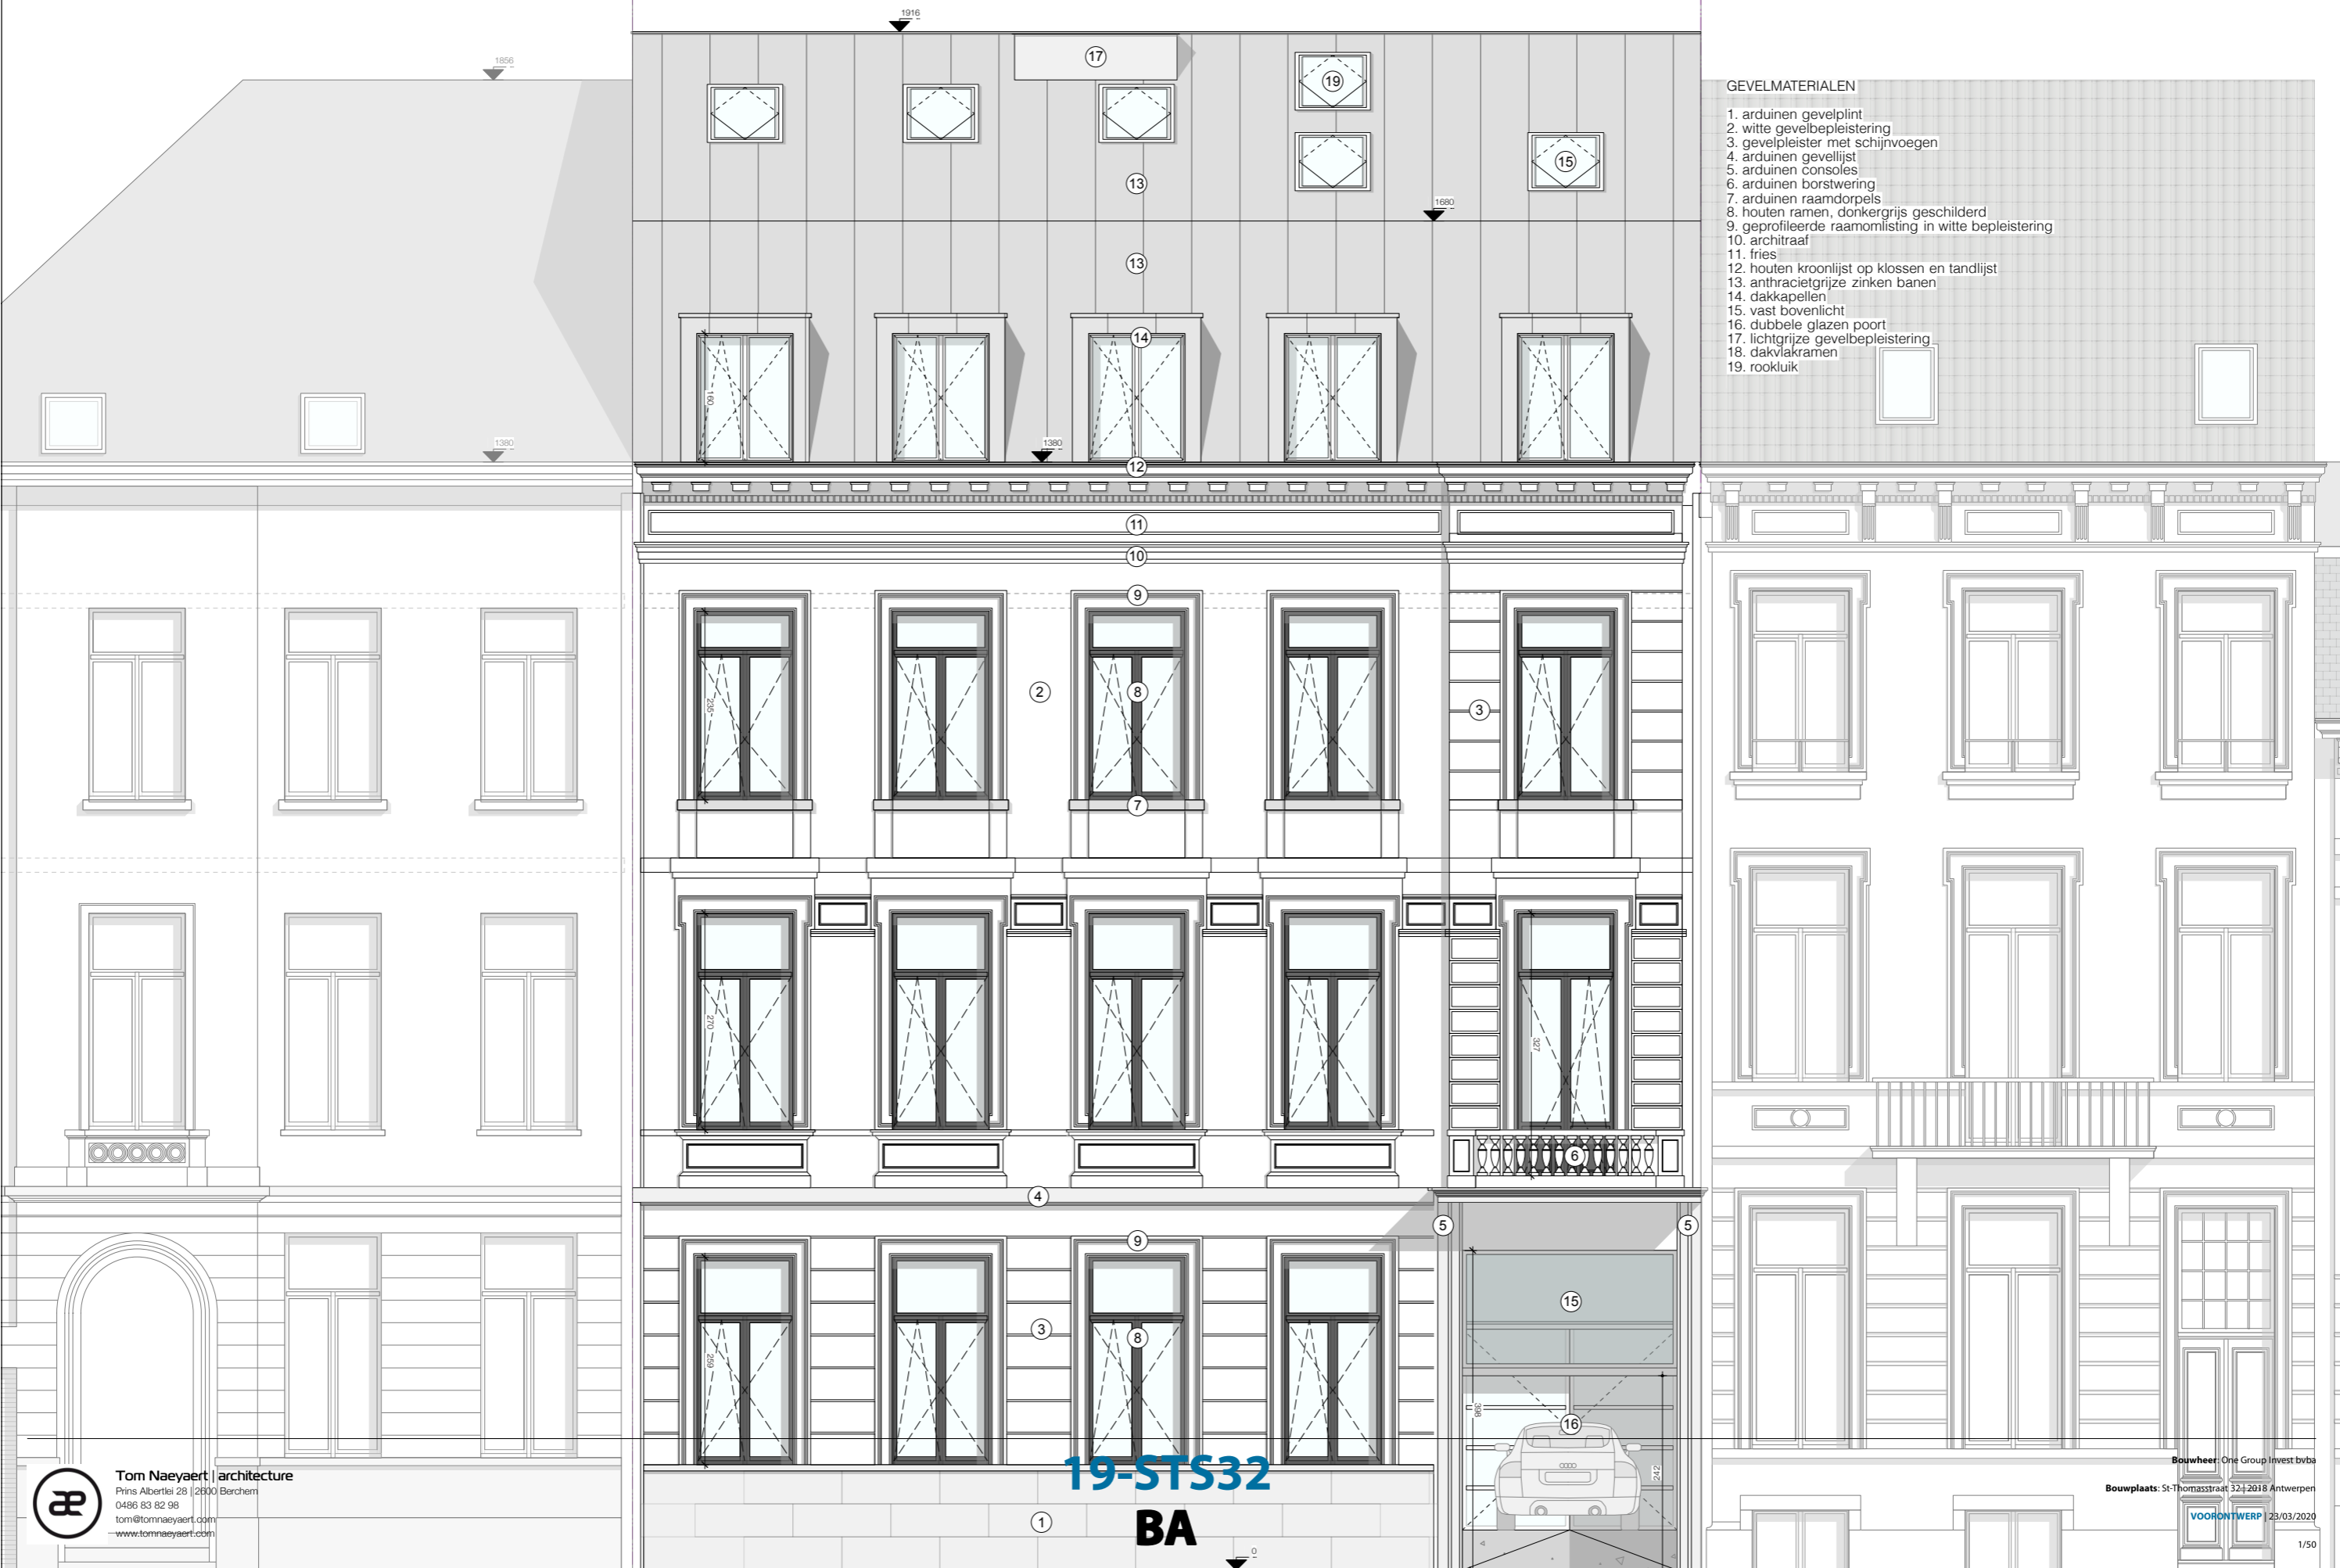 1916
1856
17
19
15
13
1680
13
14
160
1380
1380
12
11
10
9
2
8
3
235
7
270
327
6
4
5
5
9
15
3
8
259
398
16
242
1
0
GEVELMATERIALEN
1. arduinen gevelplint
2. witte gevelbepleistering
3. gevelpleister met schijnvoegen
4. arduinen gevellijst
5. arduinen consoles
6. arduinen borstwering
7. arduinen raamdorpels
8. houten ramen, donkergrijs geschilderd
9. geprofileerde raamomlisting in witte bepleistering
10. architraaf
11. fries
12. houten kroonlijst op klossen en tandlijst
13. anthracietgrijze zinken banen
14. dakkapellen
15. vast bovenlicht
16. dubbele glazen poort
17. lichtgrijze gevelbepleistering
18. dakvlakramen
19. rookluik
æ
Tom Naeyaert | architecture
Prins Albertlei 28 | 2600 Berchem
0486 83 82 98
tom@tomnaeyaert.com
www.tomnaeyaert.com
19-STS32
BA
Bouwheer: One Group Invest bvba
Bouwplaats: St-Thomasstraat 32 | 2018 Antwerpen
VOORONTWERP | 23/03/2020
1/50